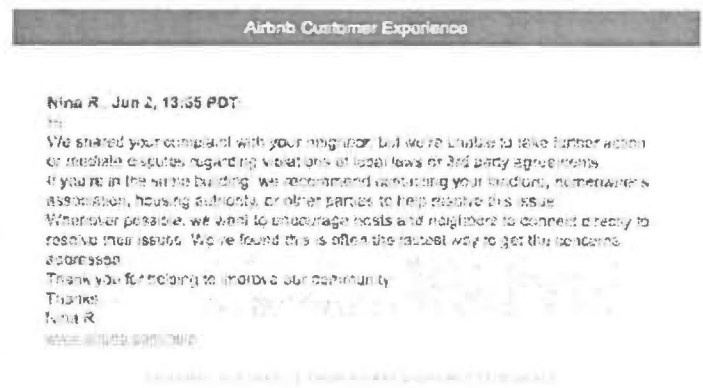 Airbnb Customer Experience
Nina R., Jun 2, 13:55 PDT:
Hi
We shared your complaint with your neighbor, but we're unable to take further action
or mediate disputes regarding violations of local laws or 3rd party agreements.
If you're in the same building, we recommend contacting your landlord, homeowner's
association, housing authority, or other parties to help resolve this issue.
Whenever possible, we want to encourage hosts and neighbors to connect directly to
resolve their issues. We've found this is often the fastest way to get the concerns
addressed.
Thank you for helping to improve our community.
Thanks,
Nina R
www.airbnb.com/help